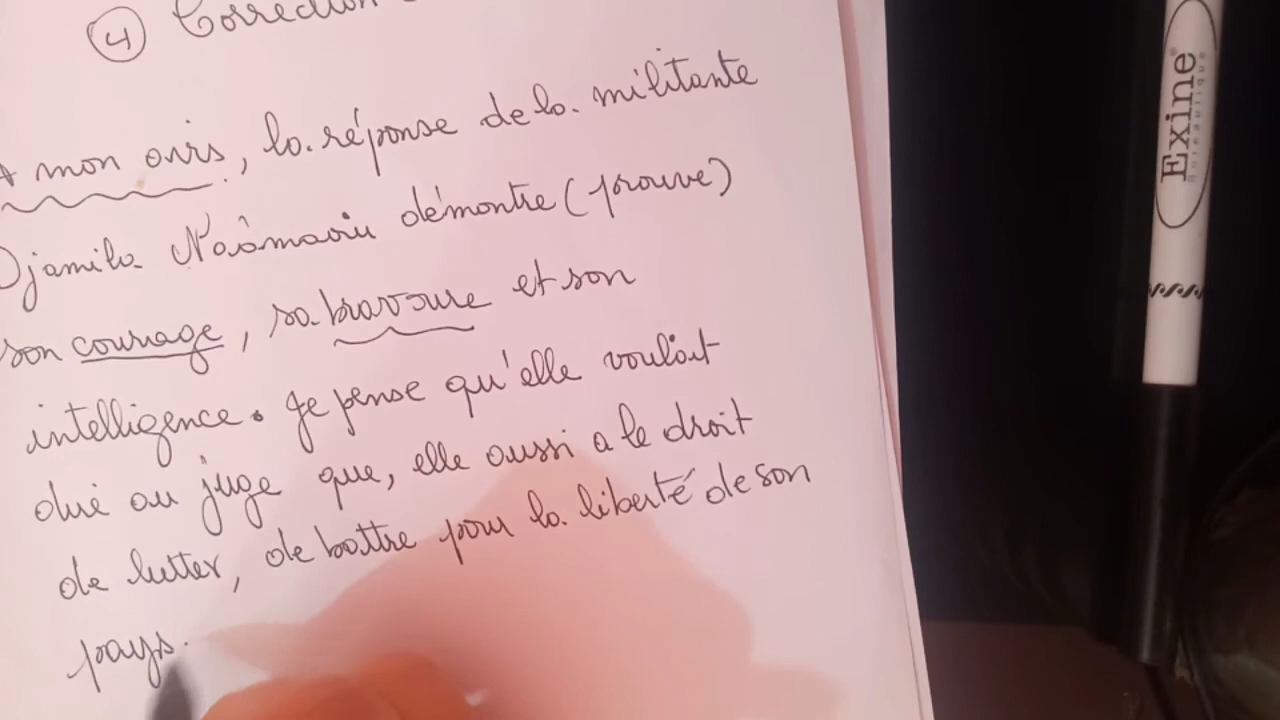 4 Correction
A mon avis, la réponse de la militante
Djamila Naâmaoui démontre (prouve)
son courage, sa bravoure et son
intelligence. Je pense qu'elle voulait
dire au juge que, elle aussi a le droit
de lutter, de battre pour la liberté de son
pays.
Exine